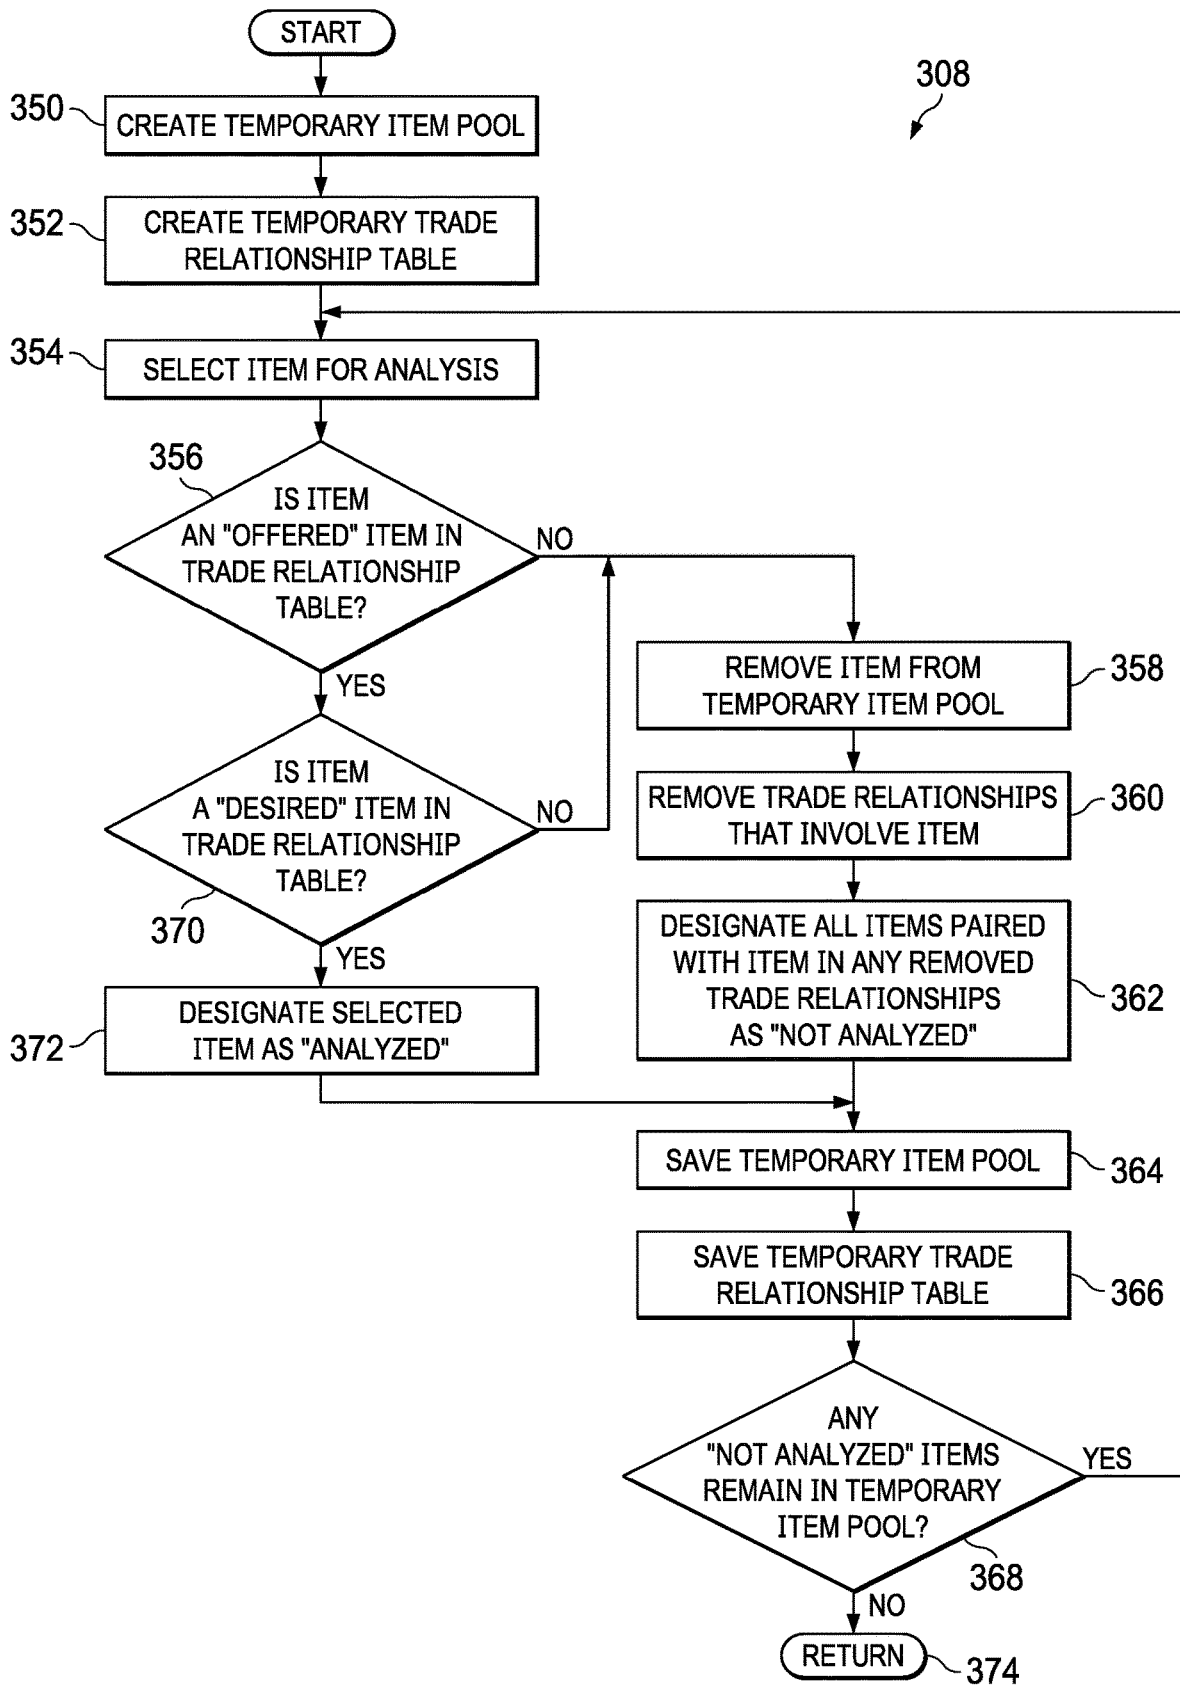 START
308
350
CREATE TEMPORARY ITEM POOL
352
CREATE TEMPORARY TRADE
RELATIONSHIP TABLE
354
SELECT ITEM FOR ANALYSIS
356
IS ITEM
AN "OFFERED" ITEM IN
TRADE RELATIONSHIP
TABLE?
NO
YES
IS ITEM
A "DESIRED" ITEM IN
TRADE RELATIONSHIP
TABLE?
NO
370
YES
372
DESIGNATE SELECTED
ITEM AS "ANALYZED"
REMOVE ITEM FROM
TEMPORARY ITEM POOL
358
REMOVE TRADE RELATIONSHIPS
THAT INVOLVE ITEM
360
DESIGNATE ALL ITEMS PAIRED
WITH ITEM IN ANY REMOVED
TRADE RELATIONSHIPS
AS "NOT ANALYZED"
362
SAVE TEMPORARY ITEM POOL
364
SAVE TEMPORARY TRADE
RELATIONSHIP TABLE
366
ANY
"NOT ANALYZED" ITEMS
REMAIN IN TEMPORARY
ITEM POOL?
YES
368
NO
RETURN
374